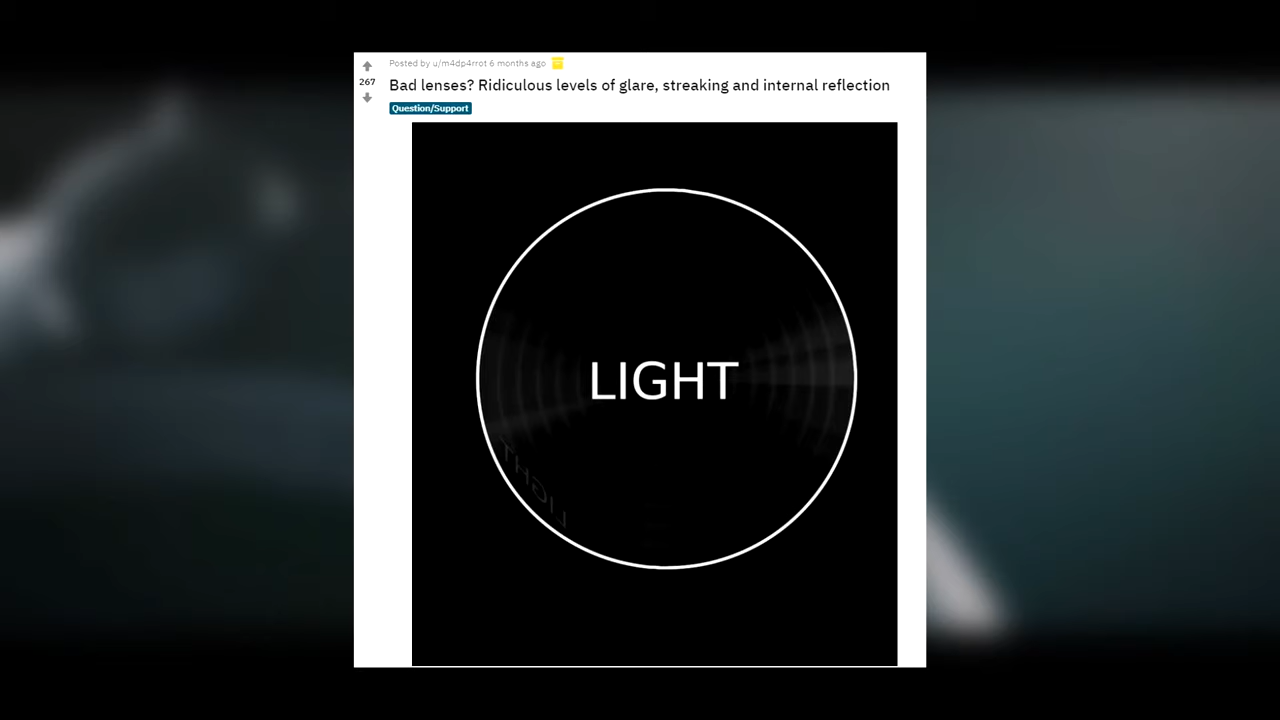 Posted by u/m4dp4rrot 6 months ago
267
Bad lenses? Ridiculous levels of glare, streaking and internal reflection
Question/Support
LIGHT
LIGHT